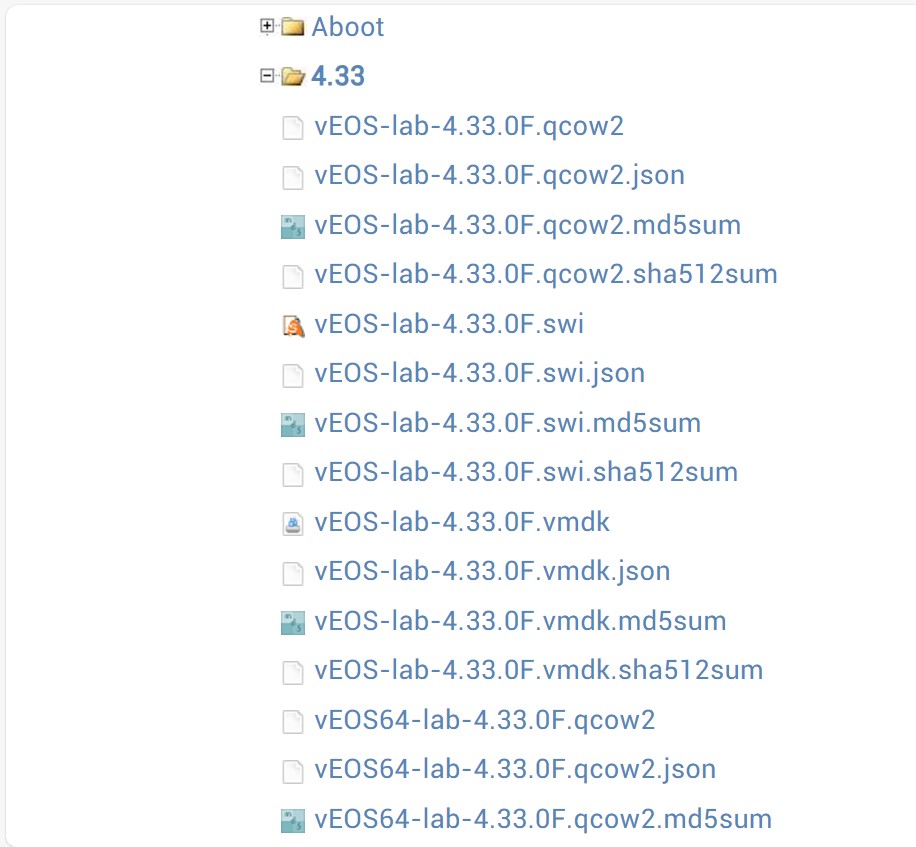 Aboot
4.33
vEOS-lab-4.33.0F.qcow2
vEOS-lab-4.33.0F.qcow2.json
vEOS-lab-4.33.0F.qcow2.md5sum
vEOS-lab-4.33.0F.qcow2.sha512sum
vEOS-lab-4.33.0F.swi
vEOS-lab-4.33.0F.swi.json
vEOS-lab-4.33.0F.swi.md5sum
vEOS-lab-4.33.0F.swi.sha512sum
vEOS-lab-4.33.0F.vmdk
vEOS-lab-4.33.0F.vmdk.json
vEOS-lab-4.33.0F.vmdk.md5sum
vEOS-lab-4.33.0F.vmdk.sha512sum
vEOS64-lab-4.33.0F.qcow2
vEOS64-lab-4.33.0F.qcow2.json
vEOS64-lab-4.33.0F.qcow2.md5sum